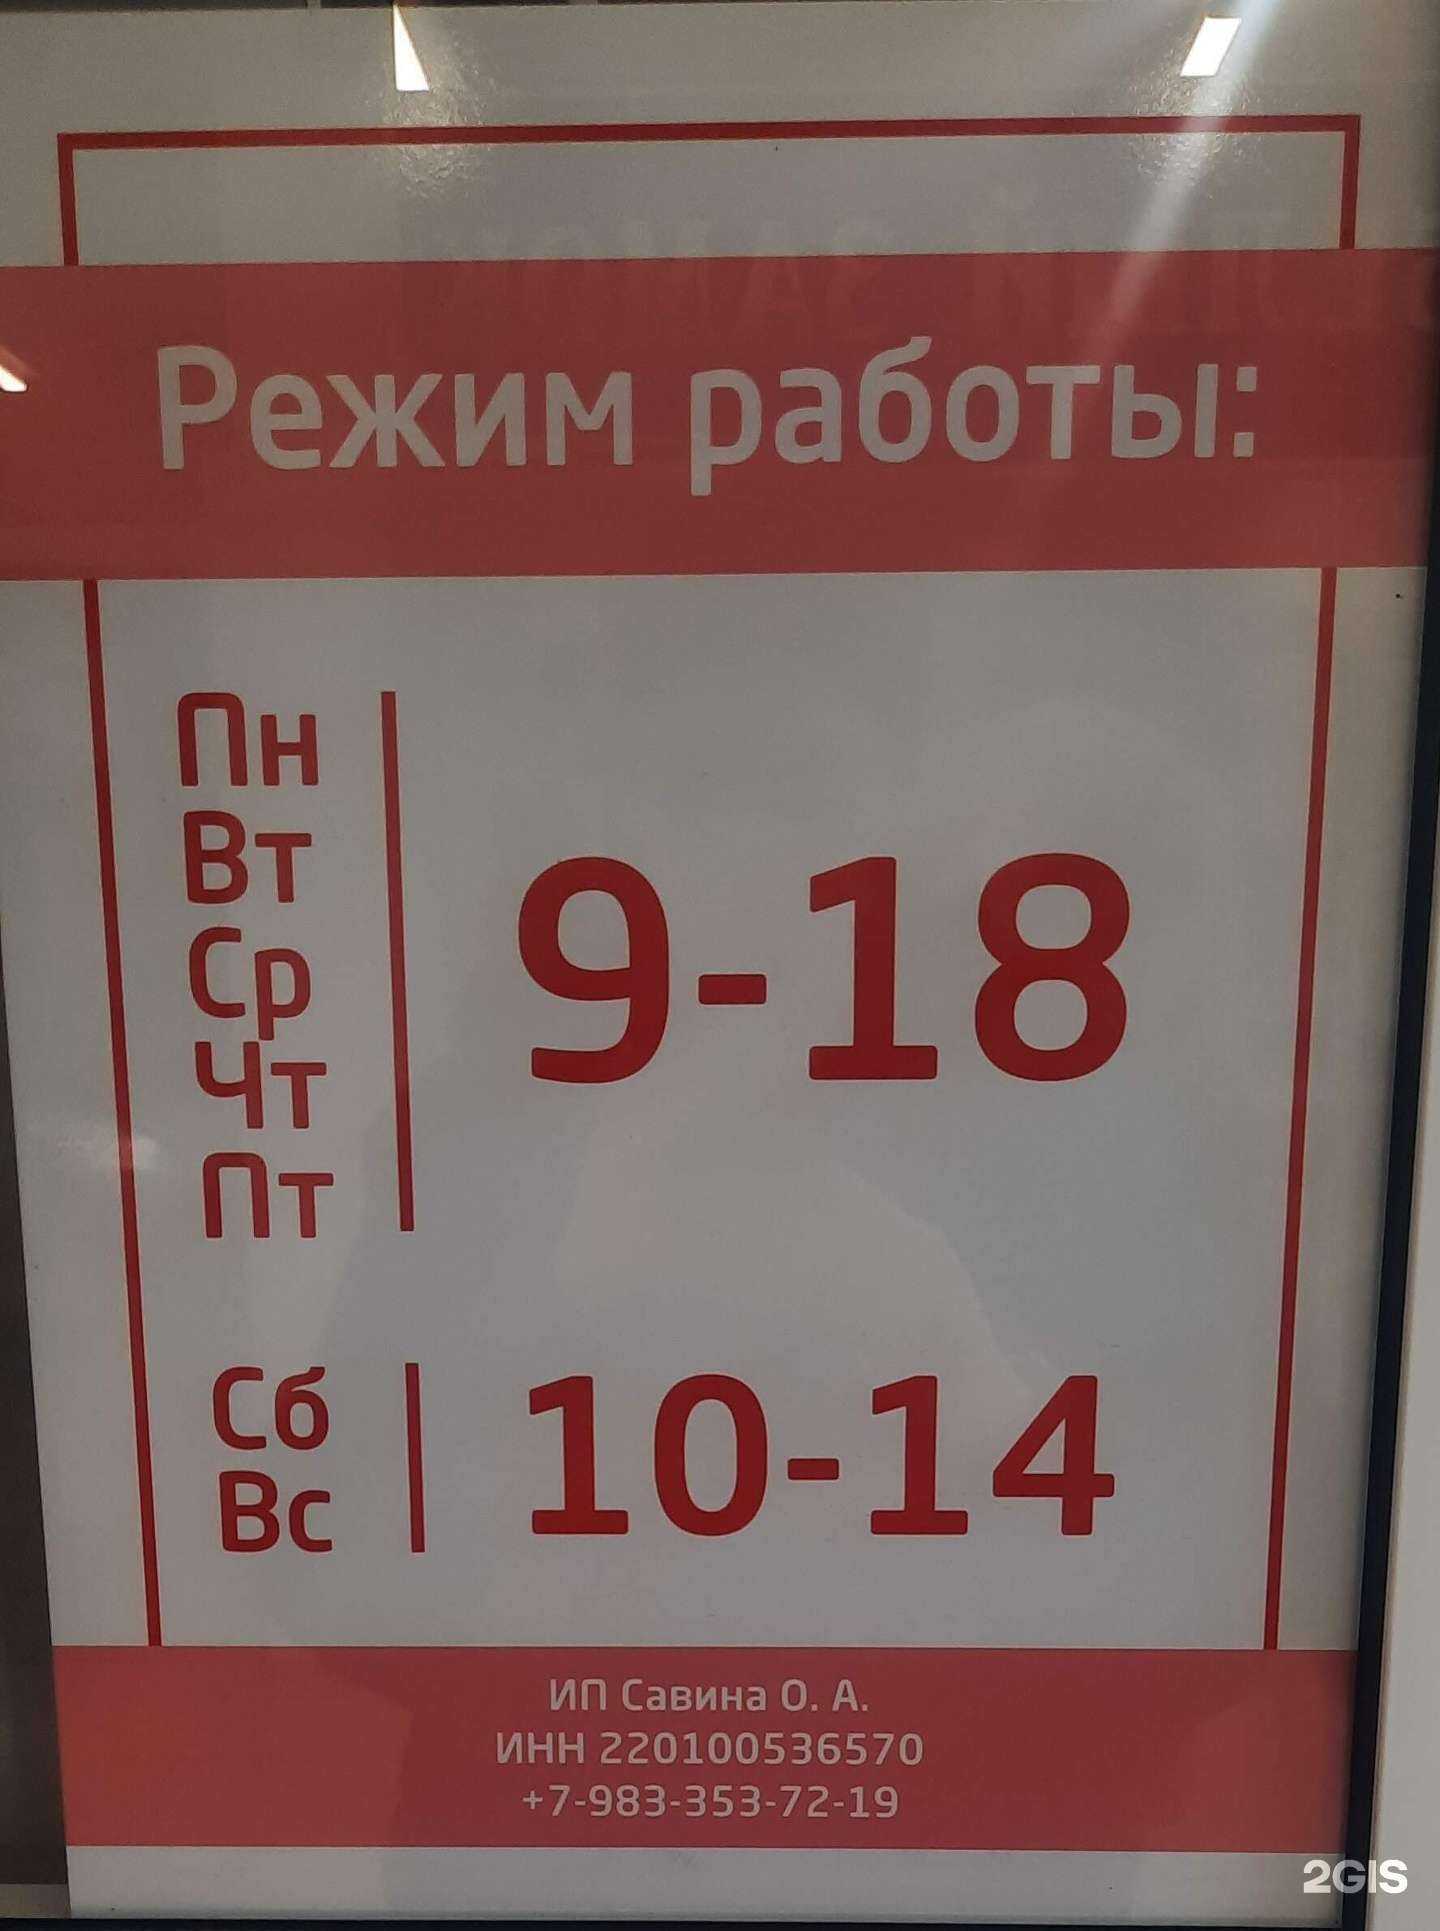 Режим работы:
Пн
Вт
Ср
Чт
Пт
9-18
Сб
Вс
10-14
ИП Савина О. А.
ИНН 220100536570
+7-983-353-72-19
2GIS